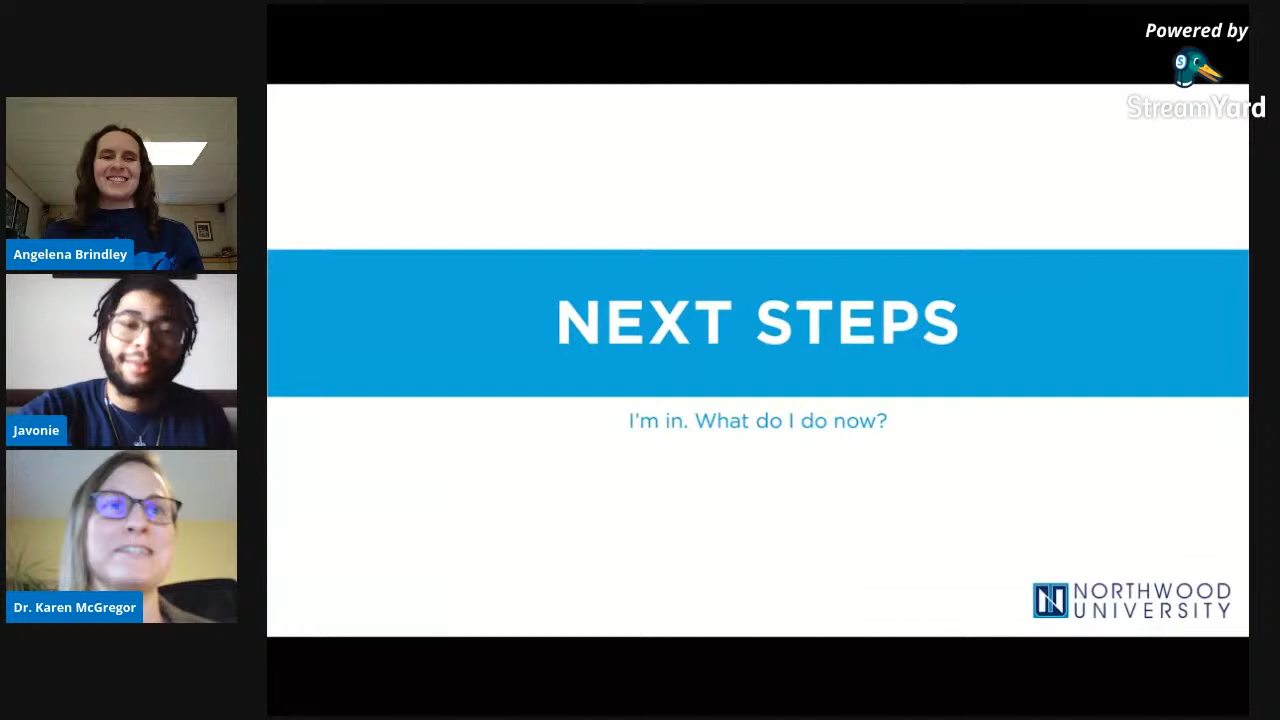 Powered by
StreamYard
Angelena Brindley
Javonie
Dr. Karen McGregor
NEXT STEPS
I'm in. What do I do now?
NORTHWOOD
UNIVERSITY